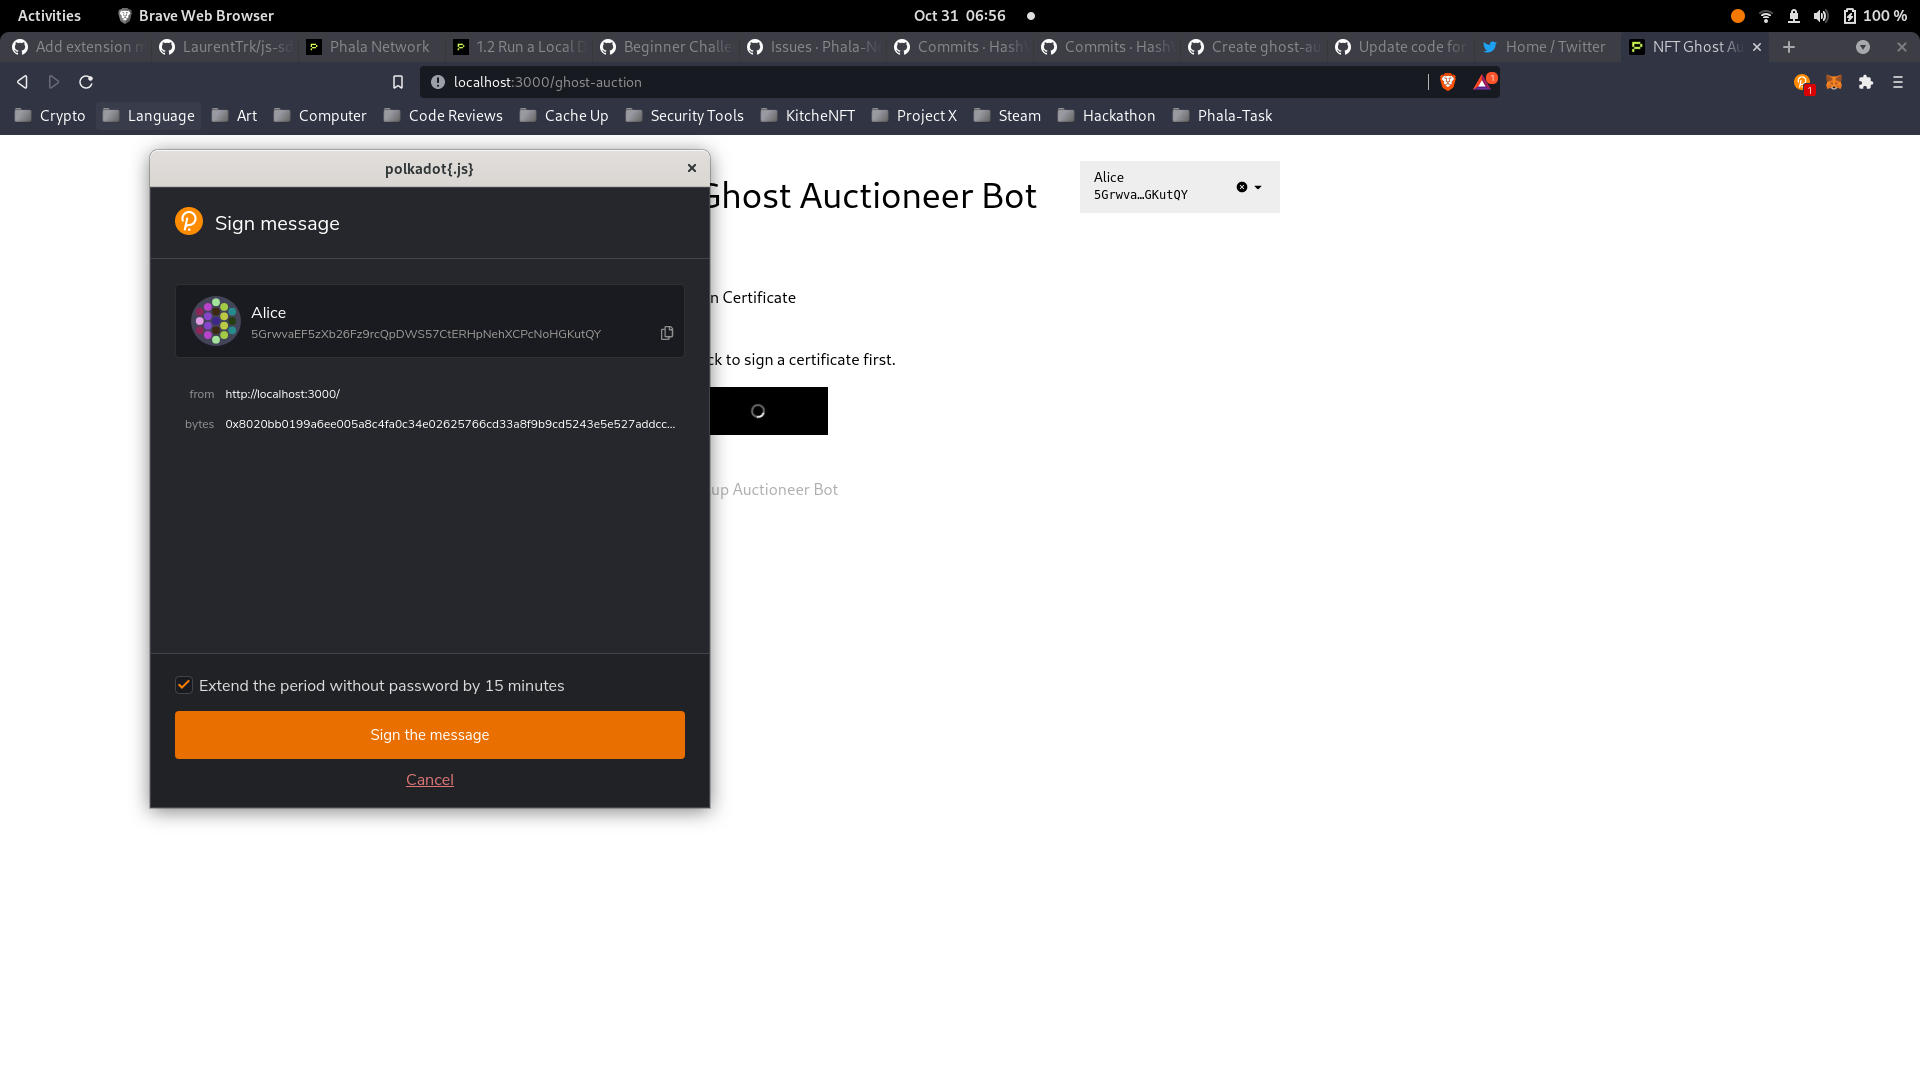 Activities
Brave Web Browser
Oct 31 06:56
100 %
Add extension m
LaurentTrk/js-sd
Phala Network
1.2 Run a Local D
Beginner Challe
Issues · Phala-Ne
Commits · HashW
Commits · HashW
Create ghost-au
Update code for
Home / Twitter
NFT Ghost Au
localhost:3000/ghost-auction
1
1
Crypto
Language
Art
Computer
Code Reviews
Cache Up
Security Tools
KitcheNFT
Project X
Steam
Hackathon
Phala-Task
polkadot{.js}
Ghost Auctioneer Bot
Alice
5Grwva…GKutQY
Sign message
n Certificate
Alice
5GrwvaEF5zXb26Fz9rcQpDWS57CtERHpNehXCPcNoHGKutQY
ck to sign a certificate first.
from http://localhost:3000/
bytes 0x8020bb0199a6ee005a8c4fa0c34e02625766cd33a8f9b9cd5243e5e527addcc...
up Auctioneer Bot
Extend the period without password by 15 minutes
Sign the message
Cancel